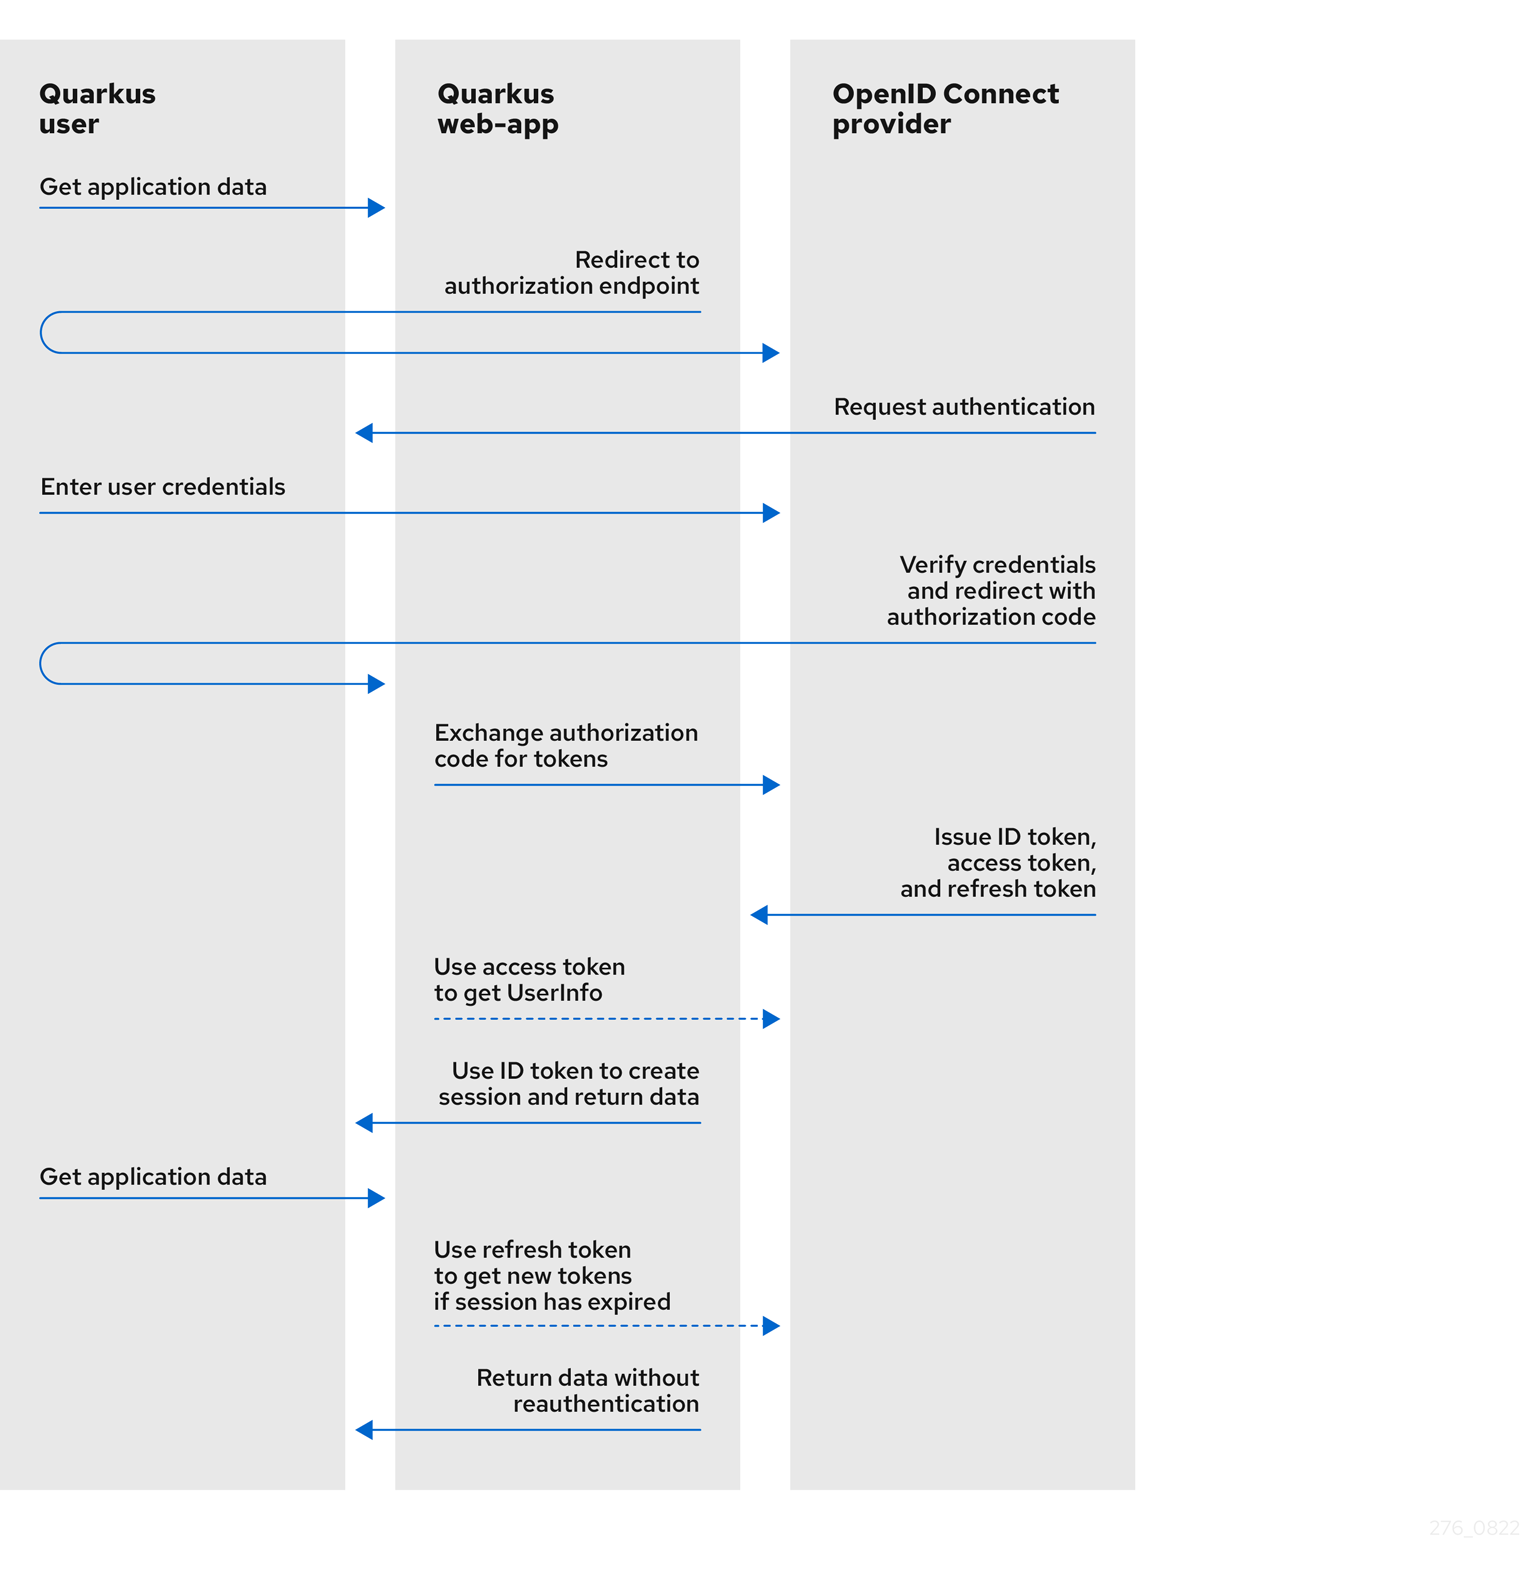 Quarkus
user
Quarkus
web-app
OpenID Connect
provider
Get application data
Redirect to
authorization endpoint
Request authentication
Enter user credentials
Verify credentials
and redirect with
authorization code
Exchange authorization
code for tokens
Issue ID token,
access token,
and refresh token
Use access token
to get UserInfo
Use ID token to create
session and return data
Get application data
Use refresh token
to get new tokens
if session has expired
Return data without
reauthentication
276_0822